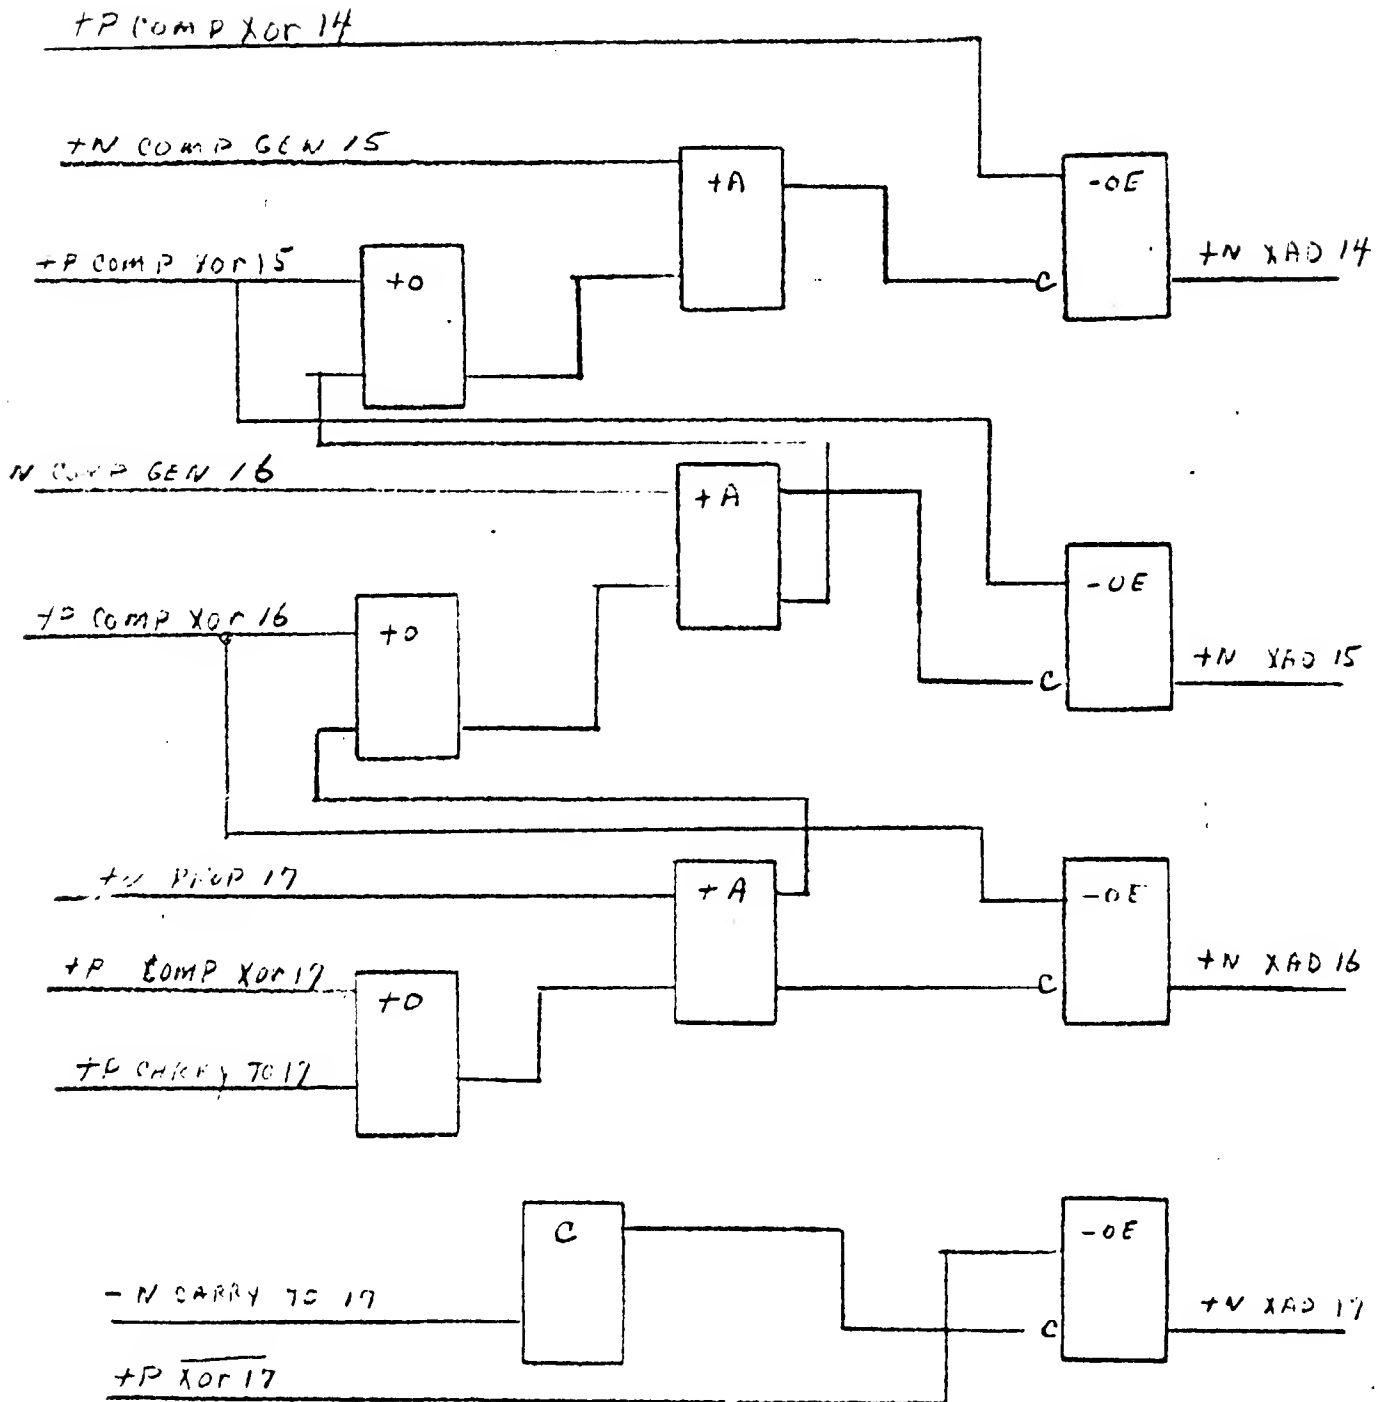 +P COMP Xor 14
+N COMP GEN 15
+A
-OE
+N XAD 14
+P COMP Xor 15
+O
C
N COMP GEN 16
+A
-OE
+P COMP Xor 16
+O
+N XAD 15
C
+N PROP 17
+A
-OE
+P COMP Xor 17
+O
+N XAD 16
C
+P CARRY TO 17
C
-OE
-N CARRY TO 17
+N XAD 17
C
+P X̅o̅r̅ ̅1̅7̅